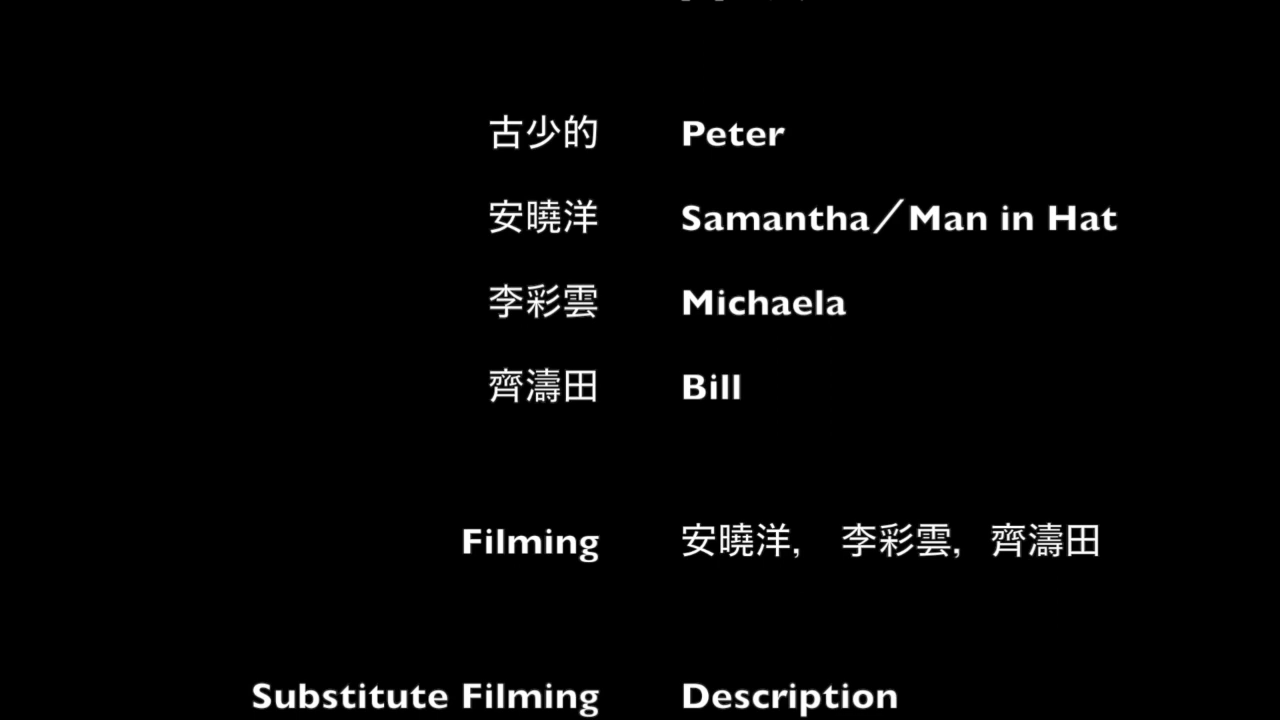 古少的 Peter
安曉洋 Samantha／Man in Hat
李彩雲 Michaela
齊濤田 Bill
Filming 安曉洋, 李彩雲, 齊濤田
Substitute Filming Description